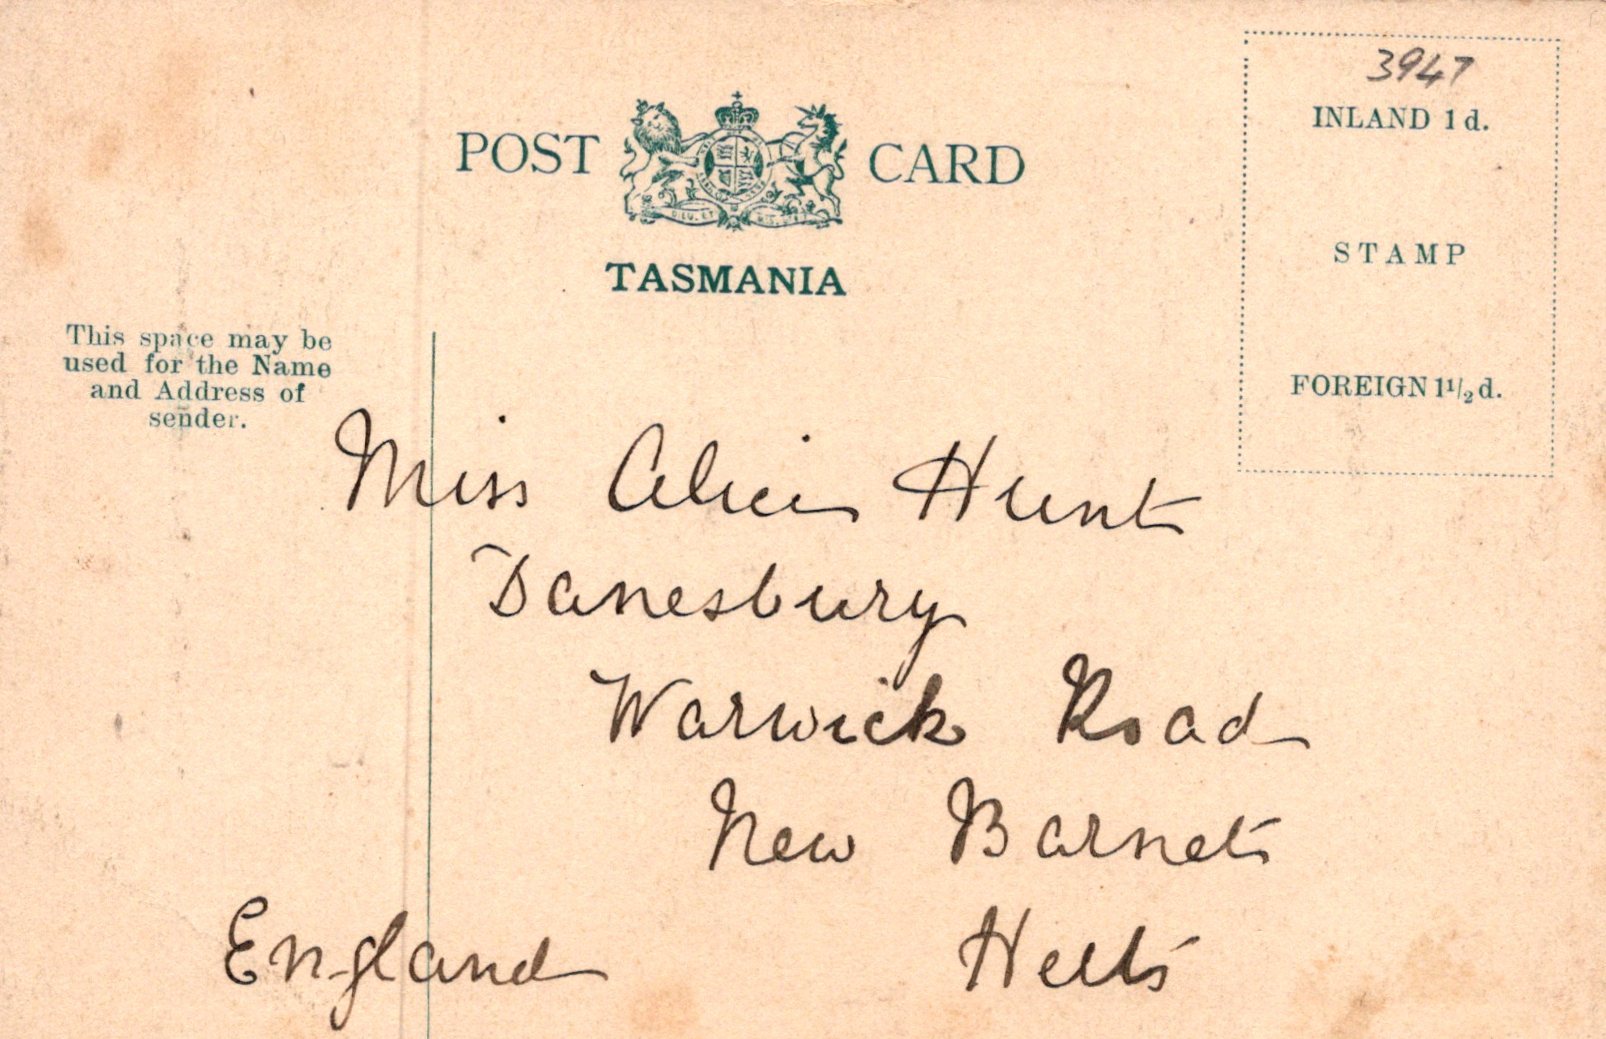 3947
INLAND 1d.
POST CARD
STAMP
TASMANIA
FOREIGN 1½d.
This space may be
used for the Name
and Address of
sender.
Miss Alice Hunt
Danesbury
Warwick Road
New Barnet
England Herts